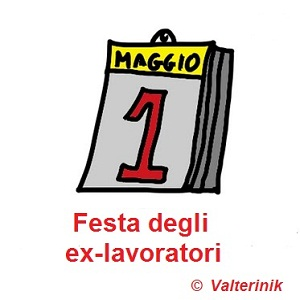 MAGGIO
1
Festa degli
ex-lavoratori
© Valterinik